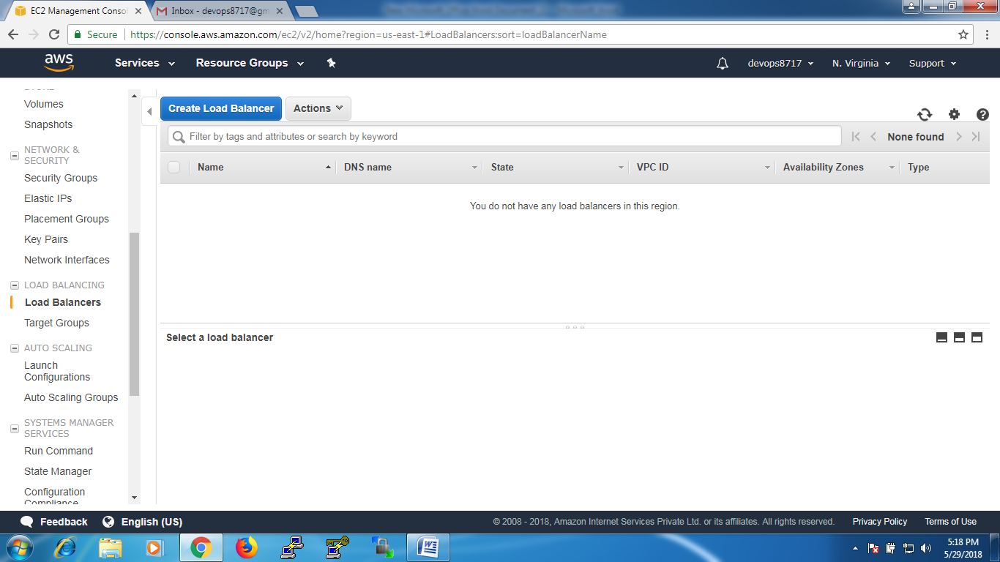 EC2 Management Conso
Inbox - devops8717@gm
Secure
https://console.aws.amazon.com/ec2/v2/home?region=us-east-1#LoadBalancers:sort=loadBalancerName
aws
Services
Resource Groups
devops8717
N. Virginia
Support
Volumes
Snapshots
NETWORK &
SECURITY
Security Groups
Elastic IPs
Placement Groups
Key Pairs
Network Interfaces
LOAD BALANCING
Load Balancers
Target Groups
AUTO SCALING
Launch
Configurations
Auto Scaling Groups
SYSTEMS MANAGER
SERVICES
Run Command
State Manager
Configuration
Compliance
Create Load Balancer
Actions
Filter by tags and attributes or search by keyword
None found
Name
DNS name
State
VPC ID
Availability Zones
Type
You do not have any load balancers in this region.
Select a load balancer
Feedback
English (US)
© 2008 - 2018, Amazon Internet Services Private Ltd. or its affiliates. All rights reserved.
Privacy Policy
Terms of Use
5:18 PM
5/29/2018